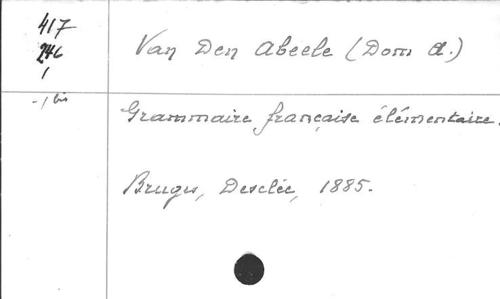 417
246
1
- 1 bis
Van Den Abeele (Dom A.)
Grammaire française élémentaire.
Bruges, Desclée, 1885.